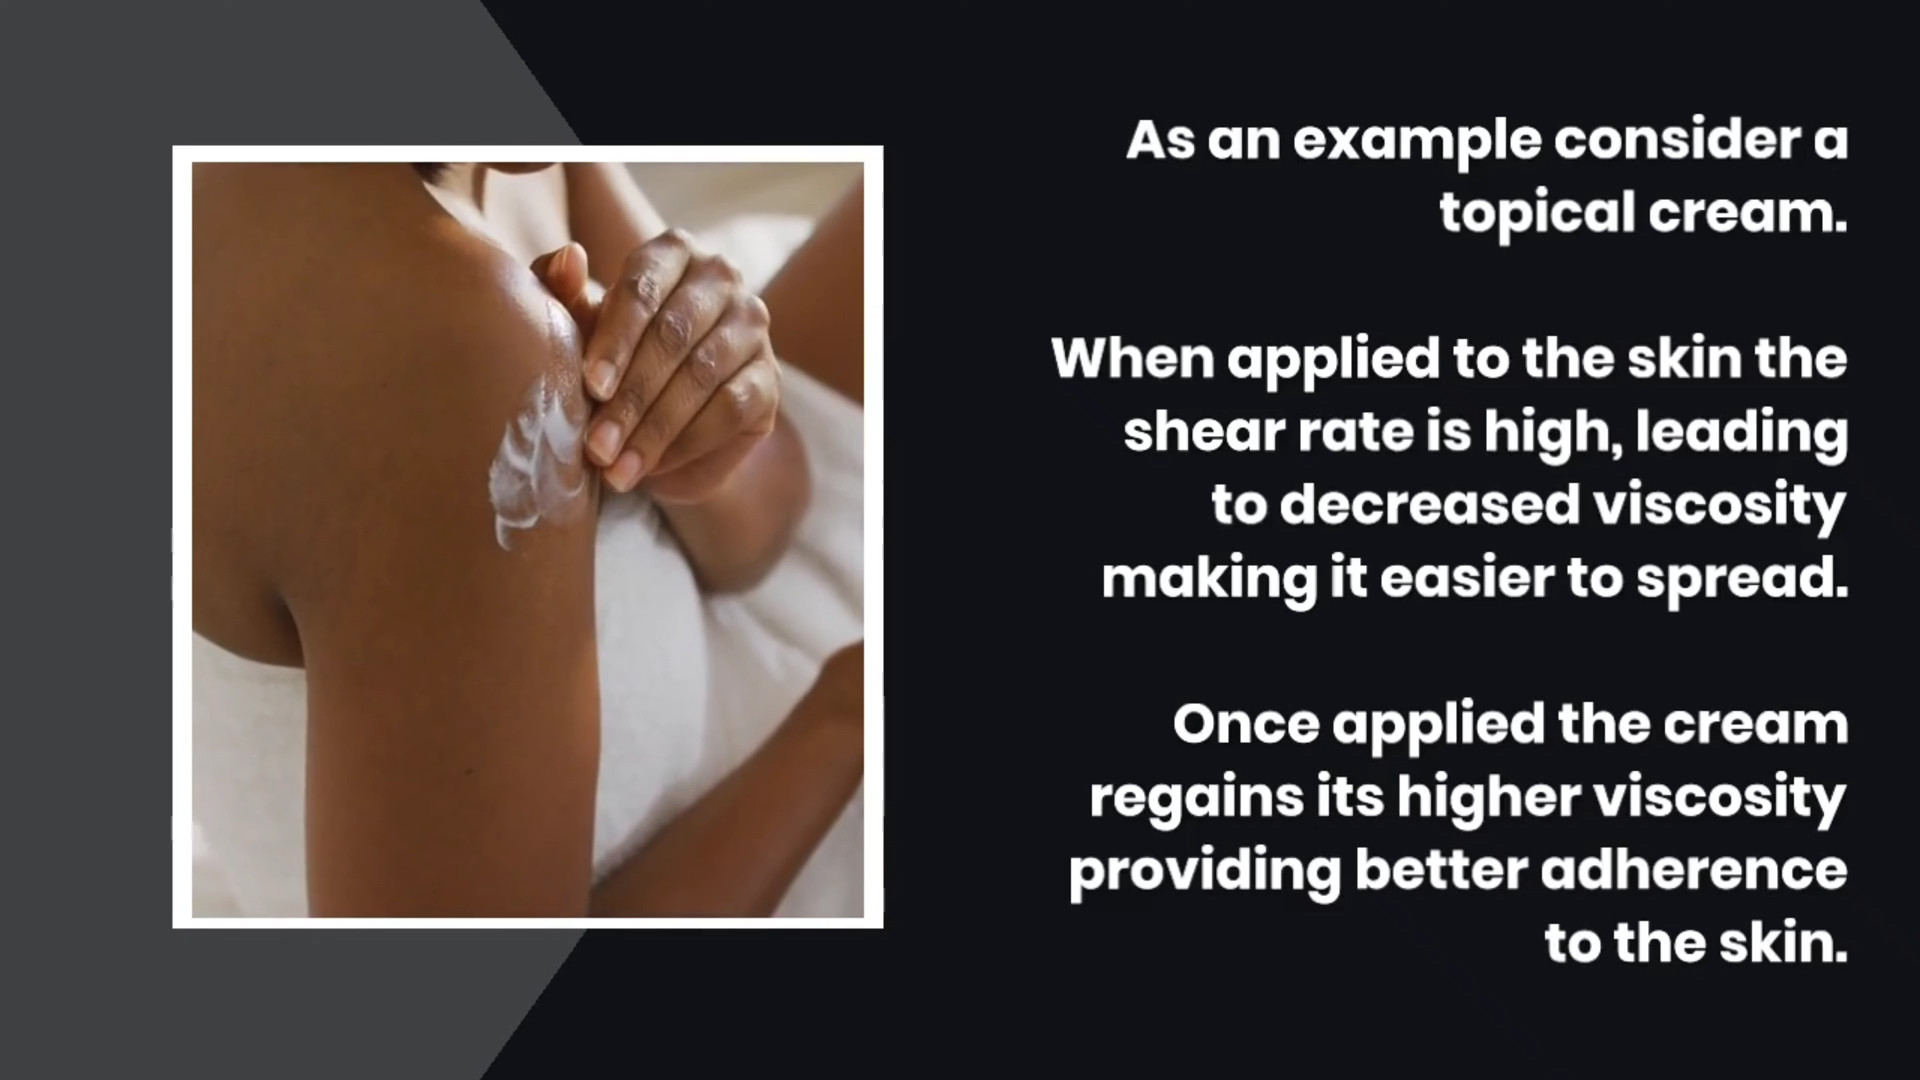 As an example consider a
topical cream.
When applied to the skin the
shear rate is high, leading
to decreased viscosity
making it easier to spread.
Once applied the cream
regains its higher viscosity
providing better adherence
to the skin.